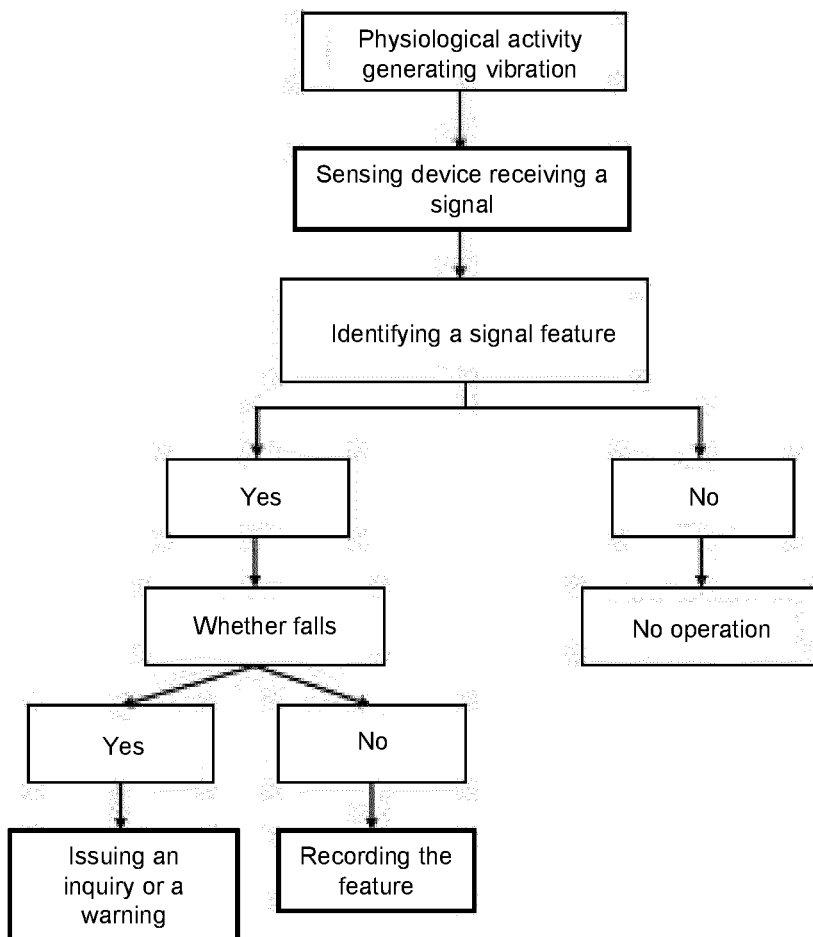 Physiological activity
generating vibration
Sensing device receiving a
signal
Identifying a signal feature
Yes
No
Whether falls
No operation
Yes
No
Issuing an
inquiry or a
warning
Recording the
feature